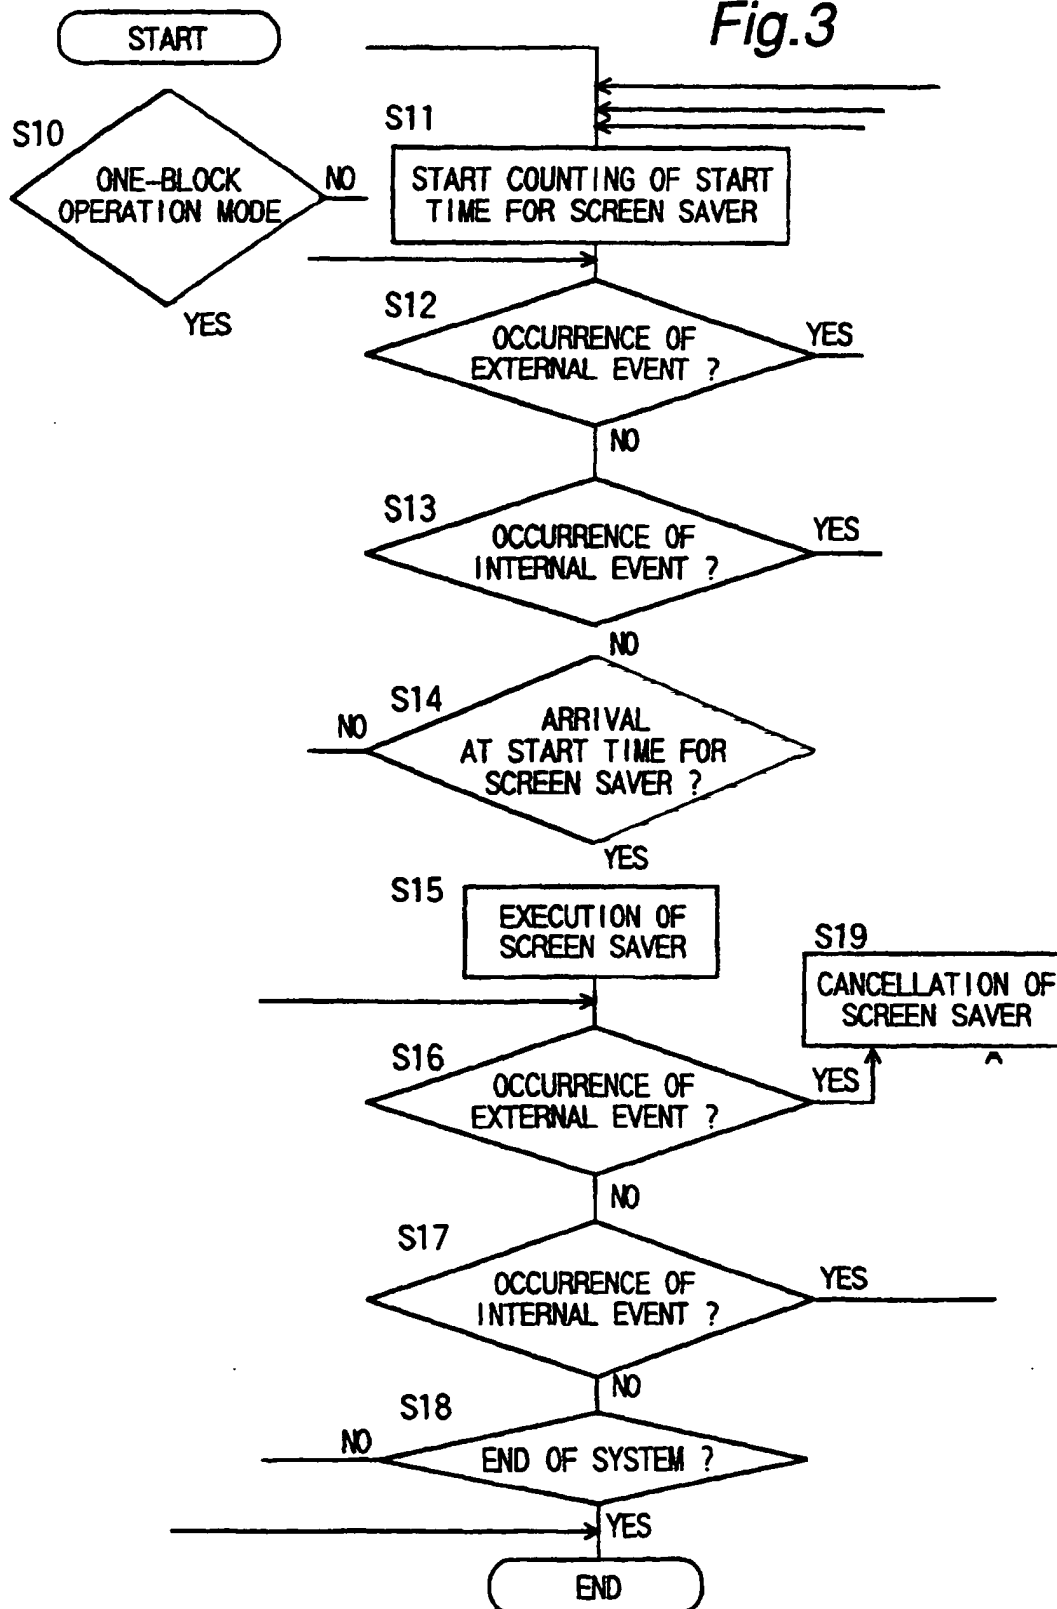 Fig.3
START
S10
ONE-BLOCK
OPERATION MODE
NO
YES
S11
START COUNTING OF START
TIME FOR SCREEN SAVER
S12
OCCURRENCE OF
EXTERNAL EVENT ?
YES
NO
S13
OCCURRENCE OF
INTERNAL EVENT ?
YES
NO
S14
ARRIVAL
AT START TIME FOR
SCREEN SAVER ?
NO
YES
S15
EXECUTION OF
SCREEN SAVER
S19
CANCELLATION OF
SCREEN SAVER
S16
OCCURRENCE OF
EXTERNAL EVENT ?
YES
NO
S17
OCCURRENCE OF
INTERNAL EVENT ?
YES
NO
S18
END OF SYSTEM ?
NO
YES
END